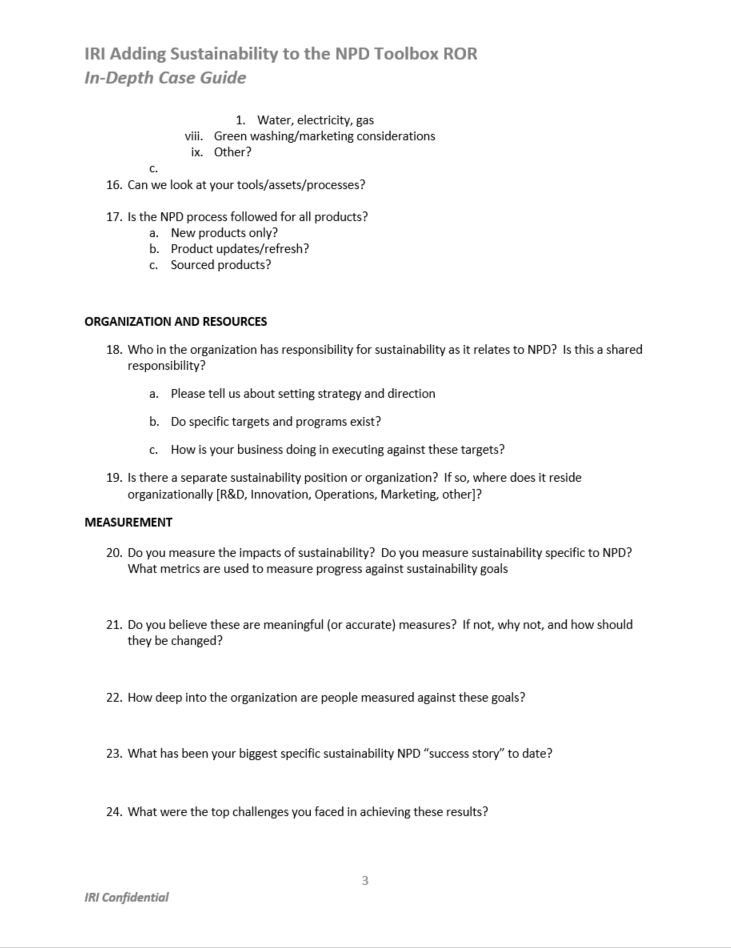 IRI Adding Sustainability to the NPD Toolbox ROR
In-Depth Case Guide
1. Water, electricity, gas
viii. Green washing/marketing considerations
ix. Other?
c.
16. Can we look at your tools/assets/processes?
17. Is the NPD process followed for all products?
a. New products only?
b. Product updates/refresh?
c. Sourced products?
ORGANIZATION AND RESOURCES
18. Who in the organization has responsibility for sustainability as it relates to NPD? Is this a shared
responsibility?
a. Please tell us about setting strategy and direction
b. Do specific targets and programs exist?
c. How is your business doing in executing against these targets?
19. Is there a separate sustainability position or organization? If so, where does it reside
organizationally [R&D, Innovation, Operations, Marketing, other]?
MEASUREMENT
20. Do you measure the impacts of sustainability? Do you measure sustainability specific to NPD?
What metrics are used to measure progress against sustainability goals
21. Do you believe these are meaningful (or accurate) measures? If not, why not, and how should
they be changed?
22. How deep into the organization are people measured against these goals?
23. What has been your biggest specific sustainability NPD “success story” to date?
24. What were the top challenges you faced in achieving these results?
3
IRI Confidential